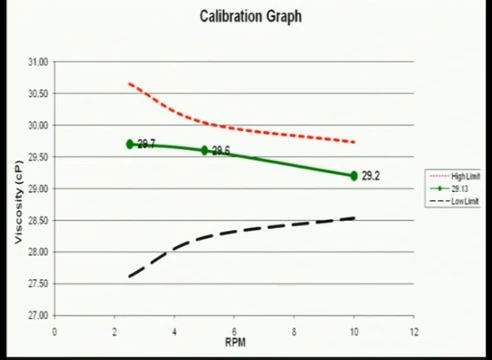 Calibration Graph
31.00
30.50
30.00
29.50
29.00
28.50
28.00
27.50
27.00
Viscosity (cP)
29.7
29.6
29.2
High Limit
29.13
Low Limit
0 2 4 6 8 10 12
RPM